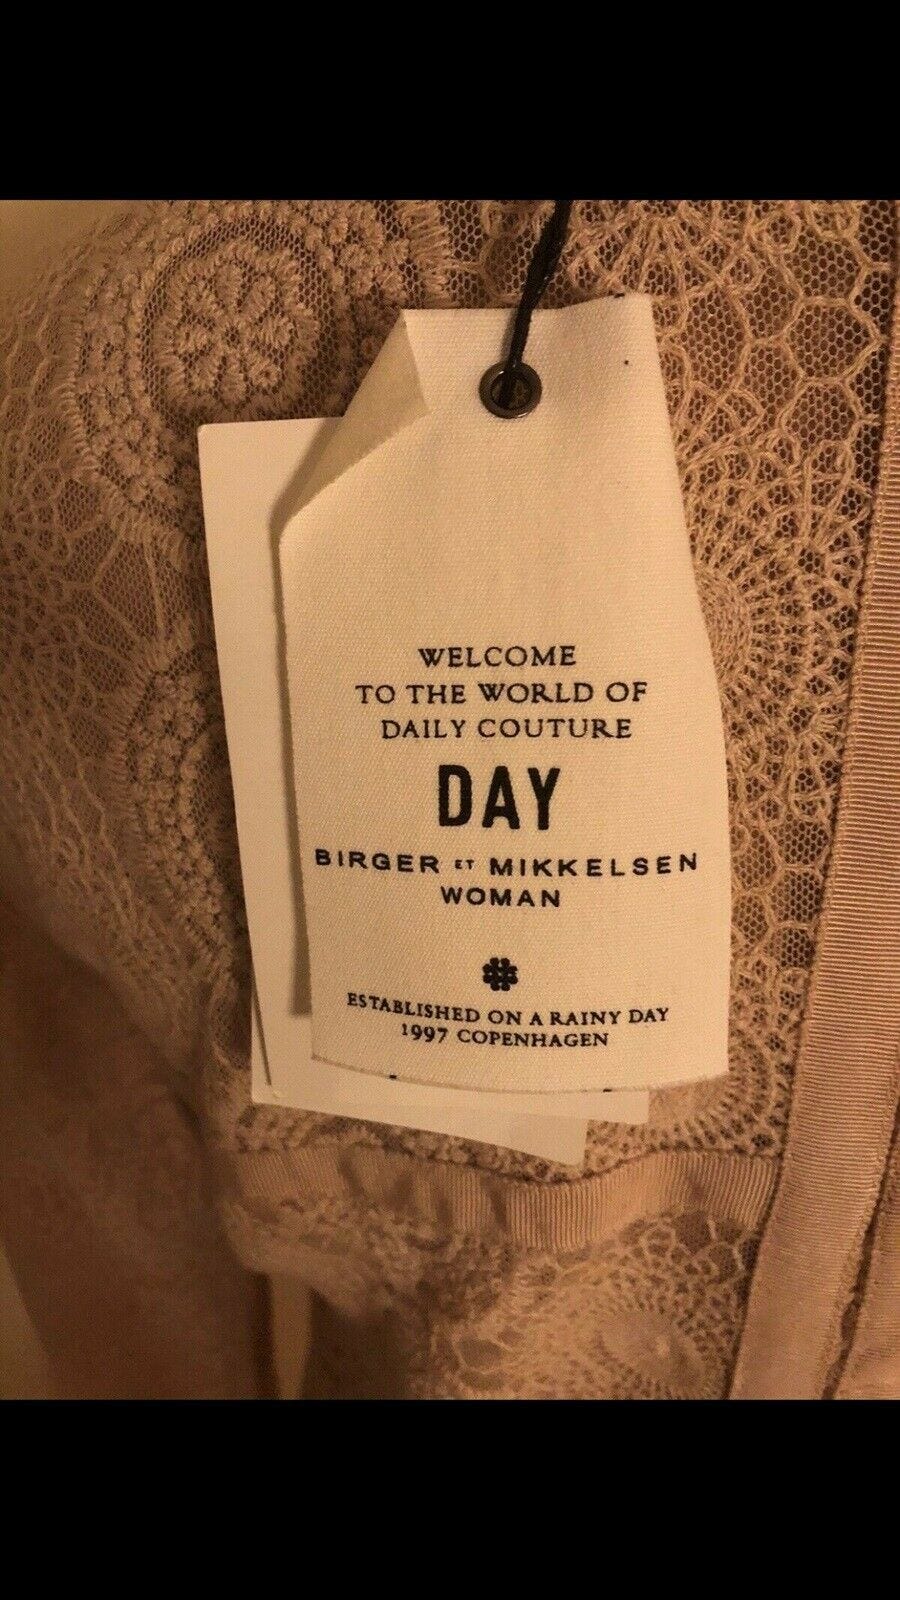 WELCOME
TO THE WORLD OF
DAILY COUTURE
DAY
BIRGER ET MIKKELSEN
WOMAN
ESTABLISHED ON A RAINY DAY
1997 COPENHAGEN